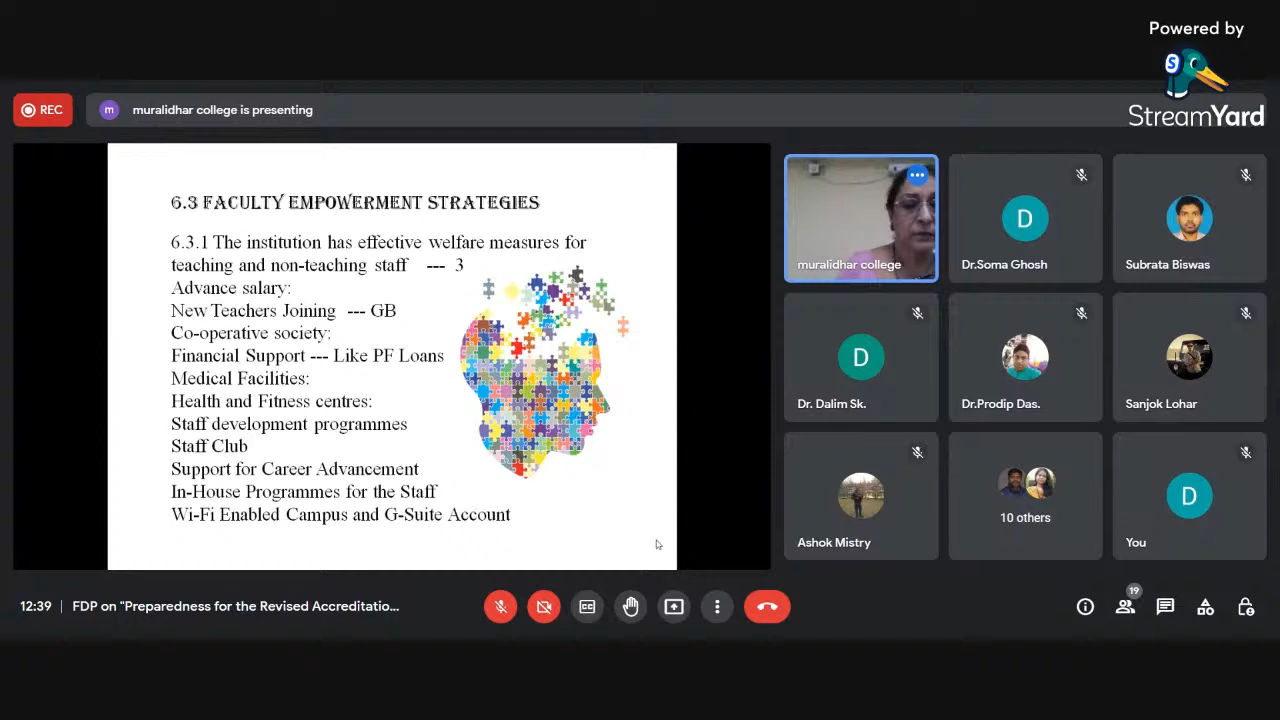 Powered by
StreamYard
REC
m
muralidhar college is presenting
6.3 FACULTY EMPOWERMENT STRATEGIES
6.3.1 The institution has effective welfare measures for
teaching and non-teaching staff --- 3
Advance salary:
New Teachers Joining --- GB
Co-operative society:
Financial Support --- Like PF Loans
Medical Facilities:
Health and Fitness centres:
Staff development programmes
Staff Club
Support for Career Advancement
In-House Programmes for the Staff
Wi-Fi Enabled Campus and G-Suite Account
muralidhar college
D
Dr.Soma Ghosh
Subrata Biswas
D
Dr. Dalim Sk.
Dr.Prodip Das.
Sanjok Lohar
Ashok Mistry
10 others
D
You
12:39 | FDP on "Preparedness for the Revised Accreditatio...
CC
19